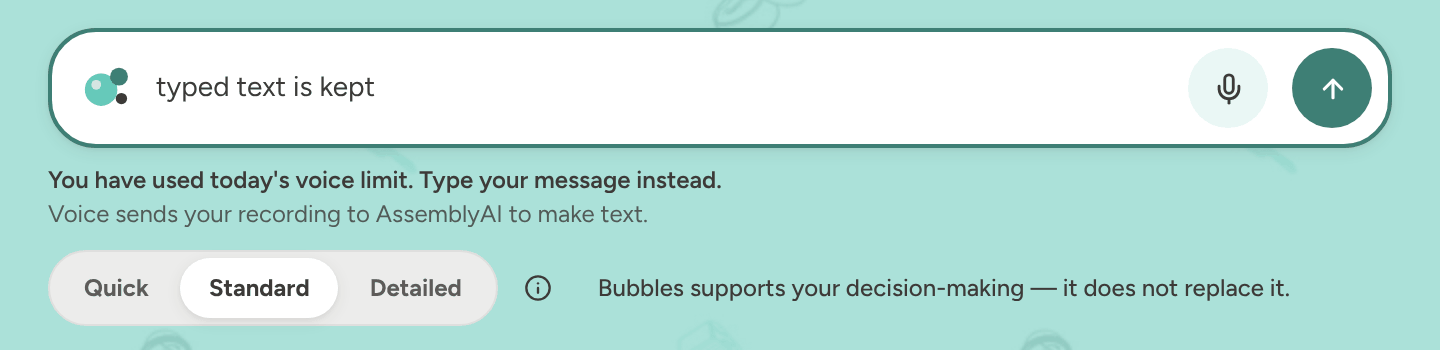 typed text is kept
You have used today's voice limit. Type your message instead.
Voice sends your recording to AssemblyAI to make text.
Quick Standard Detailed Bubbles supports your decision-making — it does not replace it.